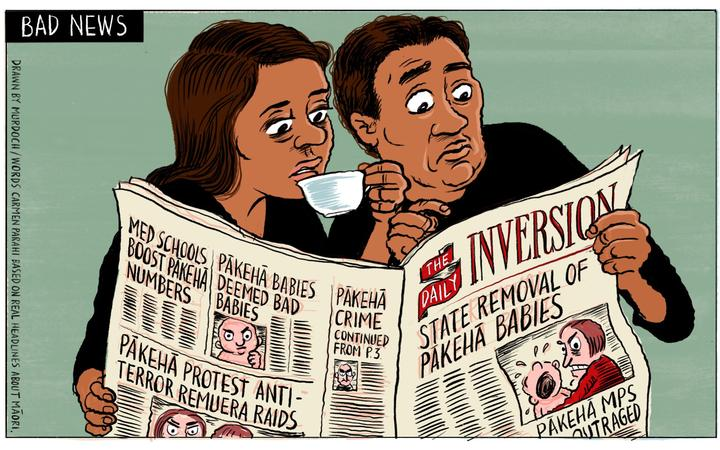 BAD NEWS
DRAWN BY MURDOCH/WORDS CARMEN PARAHI BASED ON REAL HEADLINES ABOUT MĀORI.
MED SCHOOLS
BOOST PĀKEHĀ
NUMBERS
PĀKEHĀ BABIES
DEEMED BAD
BABIES
PĀKEHĀ
CRIME
CONTINUED
FROM P.3
PĀKEHĀ PROTEST ANTI-
TERROR REMUERA RAIDS
THE
DAILY
INVERSION
STATE REMOVAL OF
PĀKEHĀ BABIES
PĀKEHĀ MPS
OUTRAGED